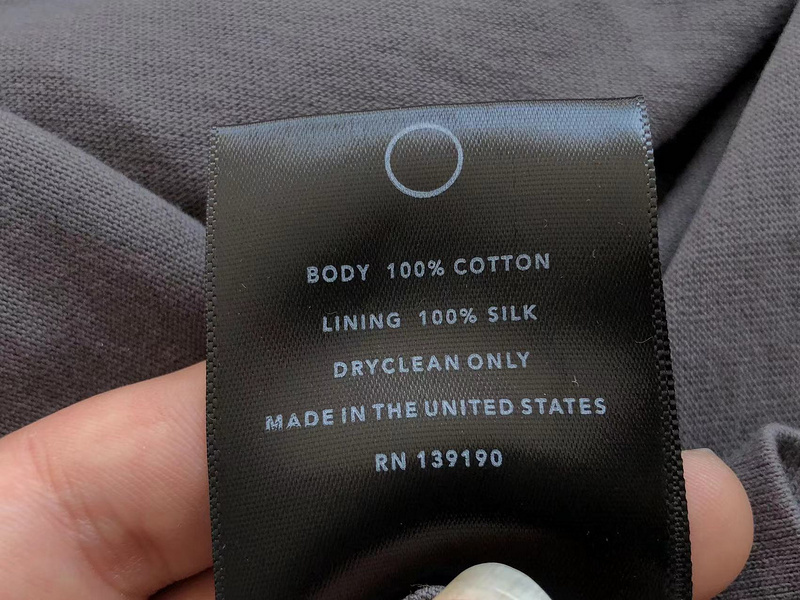 BODY 100% COTTON
LINING 100% SILK
DRYCLEAN ONLY
MADE IN THE UNITED STATES
RN 139190